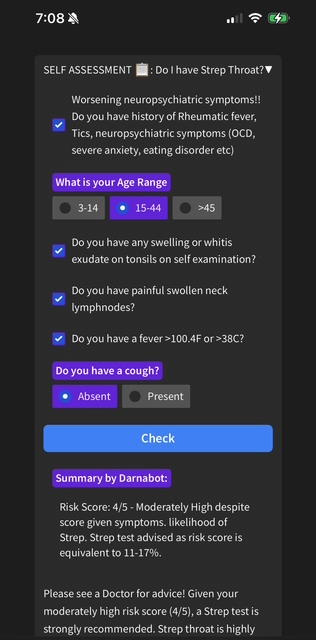 7:08
SELF ASSESSMENT 📋: Do I have Strep Throat?▼
Worsening neuropsychiatric symptoms!!
Do you have history of Rheumatic fever,
Tics, neuropsychiatric symptoms (OCD,
severe anxiety, eating disorder etc)
What is your Age Range
3-14 15-44 >45
Do you have any swelling or whitis
exudate on tonsils on self examination?
Do you have painful swollen neck
lymphnodes?
Do you have a fever >100.4F or >38C?
Do you have a cough?
Absent Present
Check
Summary by Darnabot:
Risk Score: 4/5 - Moderately High despite
score given symptoms. likelihood of
Strep. Strep test advised as risk score is
equivalent to 11-17%.
Please see a Doctor for advice! Given your
moderately high risk score (4/5), a Strep test is
strongly recommended. Strep throat is highly